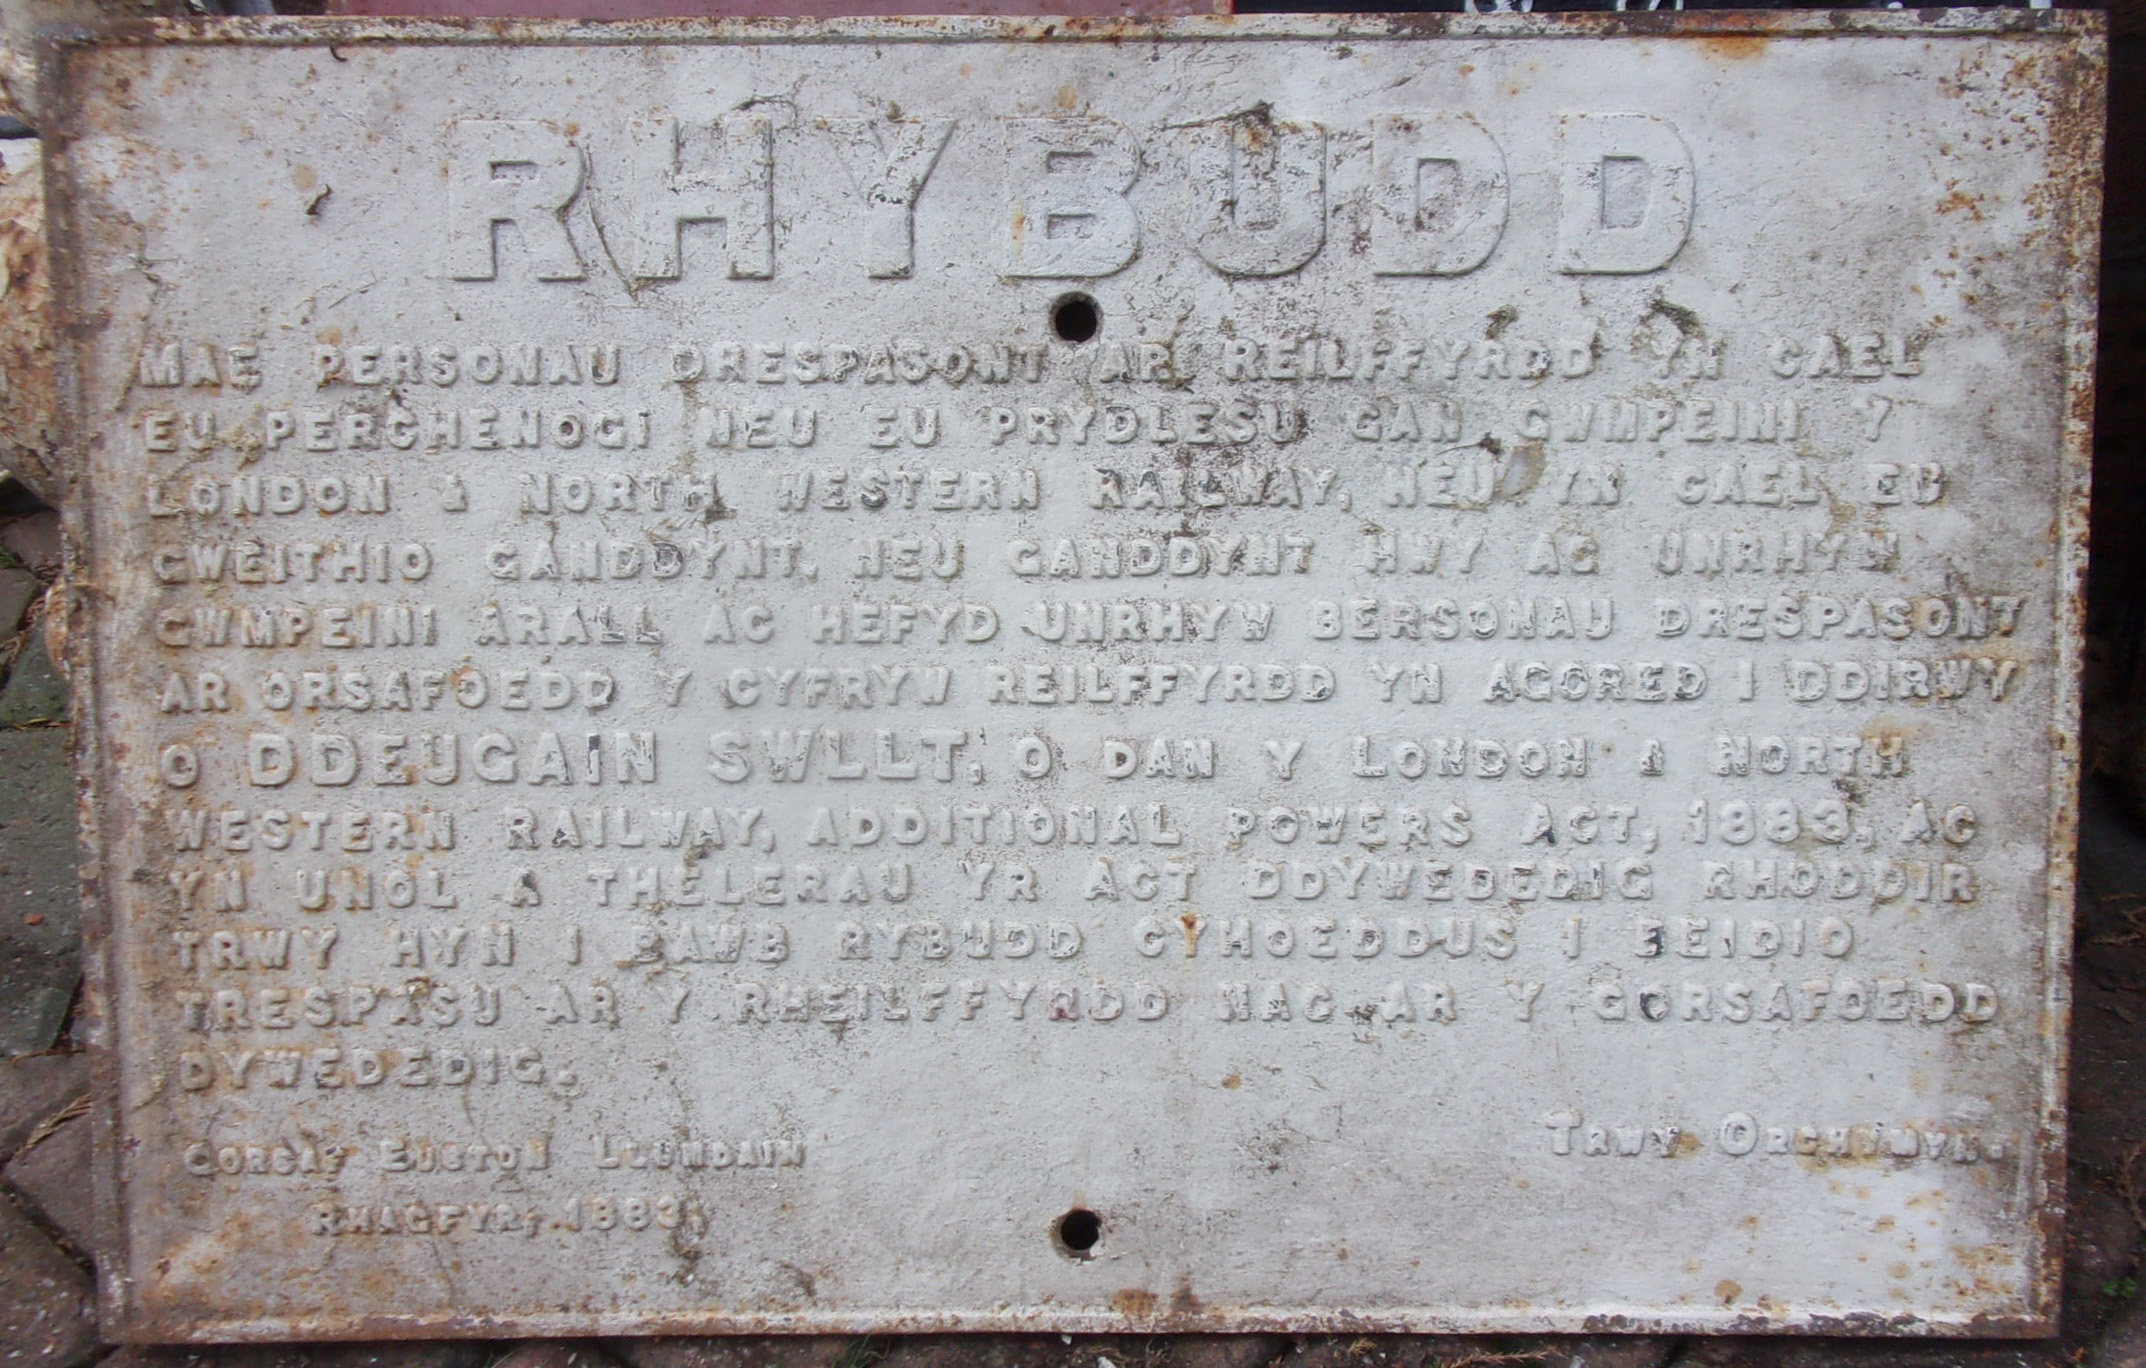 RHYBUDD
MAE PERSONAU DRESPASONT AR REILFFYRDD YN CAEL
EU PERCHENOGI NEU EU PRYDLESU GAN GWMPEINI Y
LONDON & NORTH WESTERN RAILWAY, NEU YN CAEL EU
GWEITHIO GANDDYNT, NEU GANDDYNT HWY AG UNRHYW
GWMPEINI ARALL AC HEFYD UNRHYW BERSONAU DRESPASONT
AR ORSAFOEDD Y CYFRYW REILFFYRDD YN AGORED I DDIRWY
O DDEUGAIN SWLLT, O DAN Y LONDON & NORTH
WESTERN RAILWAY, ADDITIONAL POWERS ACT, 1883, AC
YN UNOL A THELERAU YR ACT DDYWEDEDIG RHODDIR
TRWY HYN I BAWB RYBUDD CYHOEDDUS I BEIDIO
TRESPASU AR Y RHEILFFYRDD NAC AR Y GORSAFOEDD
DYWEDEDIG.
TRWY ORCHYMYN.
GORSAF EUSTON LLUNDAIN
RHAGFYR, 1883.